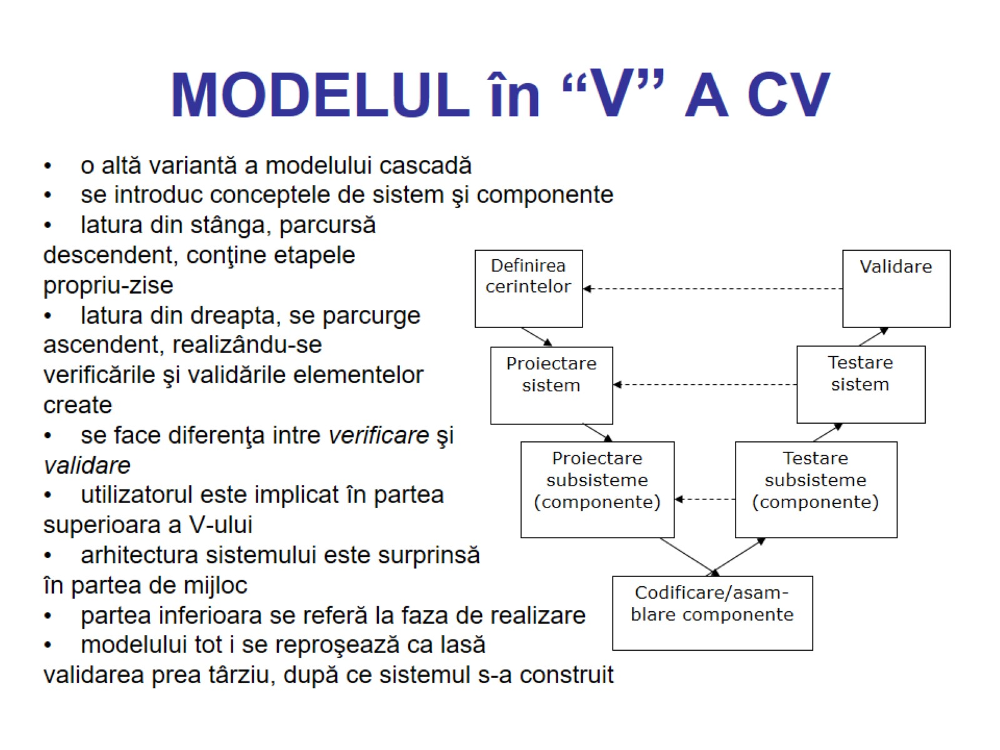 MODELUL în “V” A CV
• o altă variantă a modelului cascadă
• se introduc conceptele de sistem şi componente
• latura din stânga, parcursă
descendent, conţine etapele
propriu-zise
• latura din dreapta, se parcurge
ascendent, realizându-se
verificările şi validările elementelor
create
• se face diferenţa intre verificare şi
validare
• utilizatorul este implicat în partea
superioara a V-ului
• arhitectura sistemului este surprinsă
în partea de mijloc
• partea inferioara se referă la faza de realizare
• modelului tot i se reproşează ca lasă
validarea prea târziu, după ce sistemul s-a construit
Definirea
cerintelor
Validare
Proiectare
sistem
Testare
sistem
Proiectare
subsisteme
(componente)
Testare
subsisteme
(componente)
Codificare/asam-
blare componente